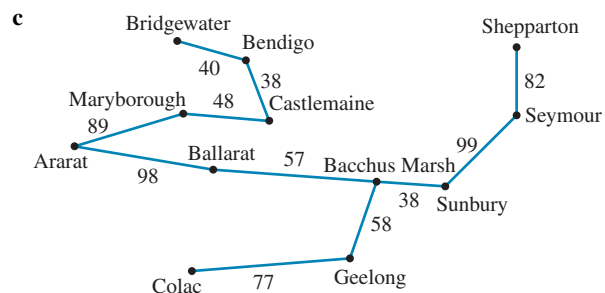 c
Bridgewater
Shepparton
Bendigo
40
38
82
Maryborough
48
Castlemaine
Seymour
89
Ararat
Ballarat
57
Bacchus Marsh
99
98
38
Sunbury
58
Colac
77
Geelong